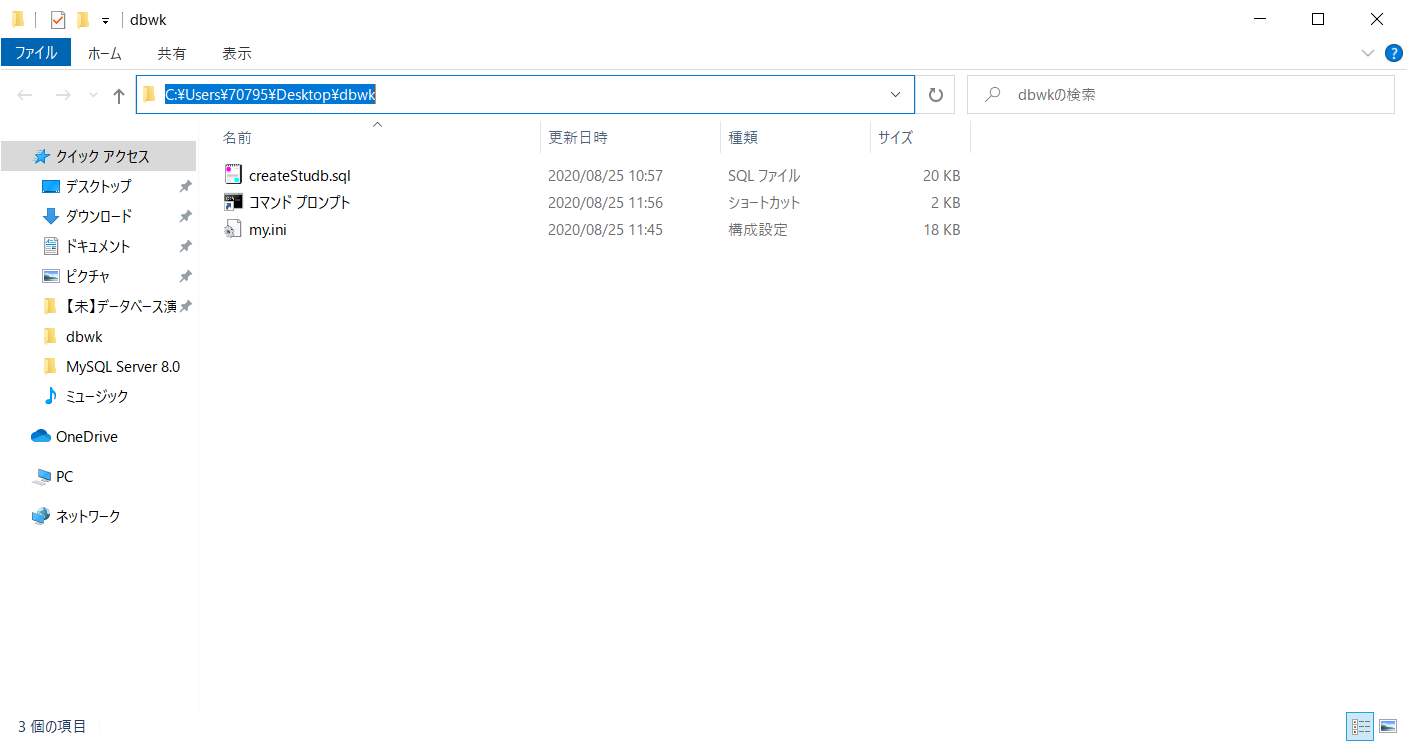 dbwk
ファイル ホーム 共有 表示
C:¥Users¥70795¥Desktop¥dbwk dbwkの検索
名前 更新日時 種類 サイズ
クイック アクセス
デスクトップ
ダウンロード
ドキュメント
ピクチャ
【未】データベース演
dbwk
MySQL Server 8.0
ミュージック
OneDrive
PC
ネットワーク
createStudb.sql 2020/08/25 10:57 SQL ファイル 20 KB
コマンド プロンプト 2020/08/25 11:56 ショートカット 2 KB
my.ini 2020/08/25 11:45 構成設定 18 KB
3 個の項目